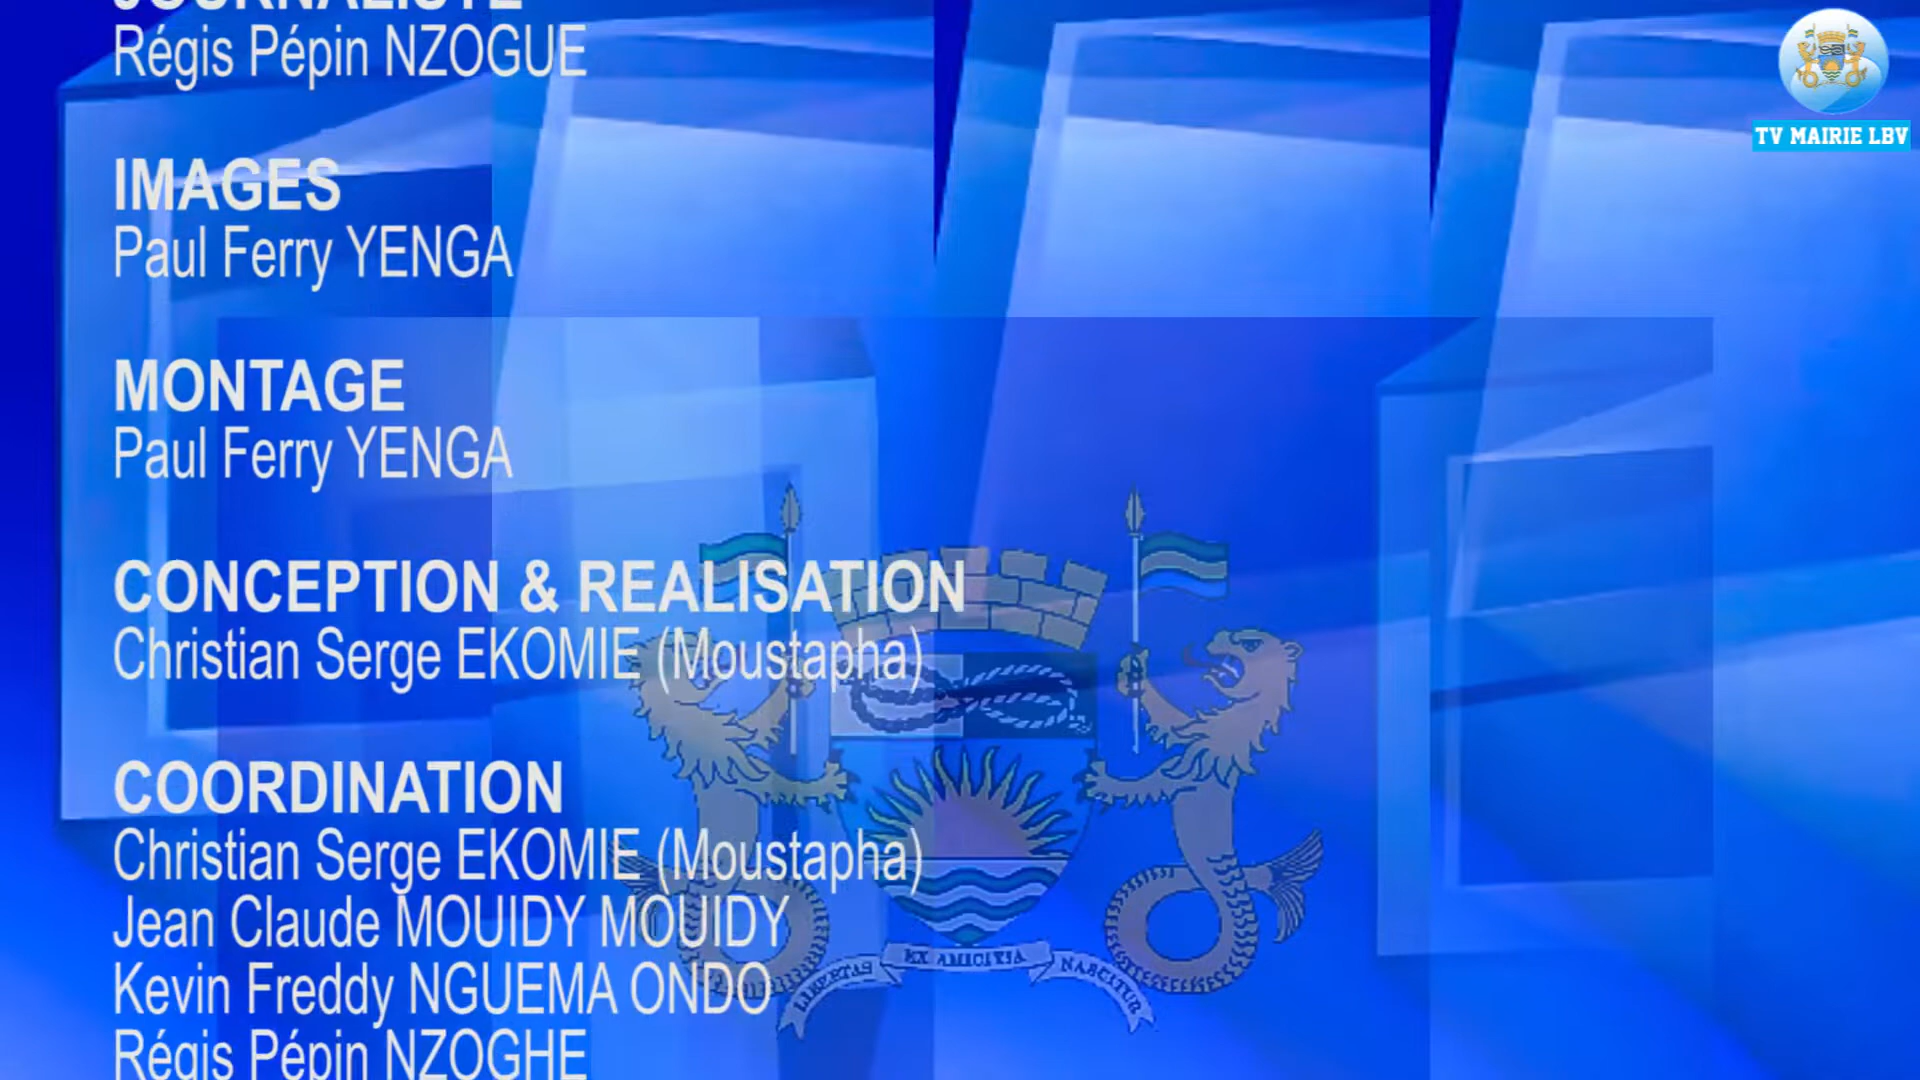 JOURNALISTE
Régis Pépin NZOGUE
TV MAIRIE LBV
IMAGES
Paul Ferry YENGA
MONTAGE
Paul Ferry YENGA
CONCEPTION & REALISATION
Christian Serge EKOMIE (Moustapha)
COORDINATION
Christian Serge EKOMIE (Moustapha)
Jean Claude MOUIDY MOUIDY
Kevin Freddy NGUEMA ONDO
Régis Pépin NZOGHE
LIBERTAS EX AMICITIA NASCITUR